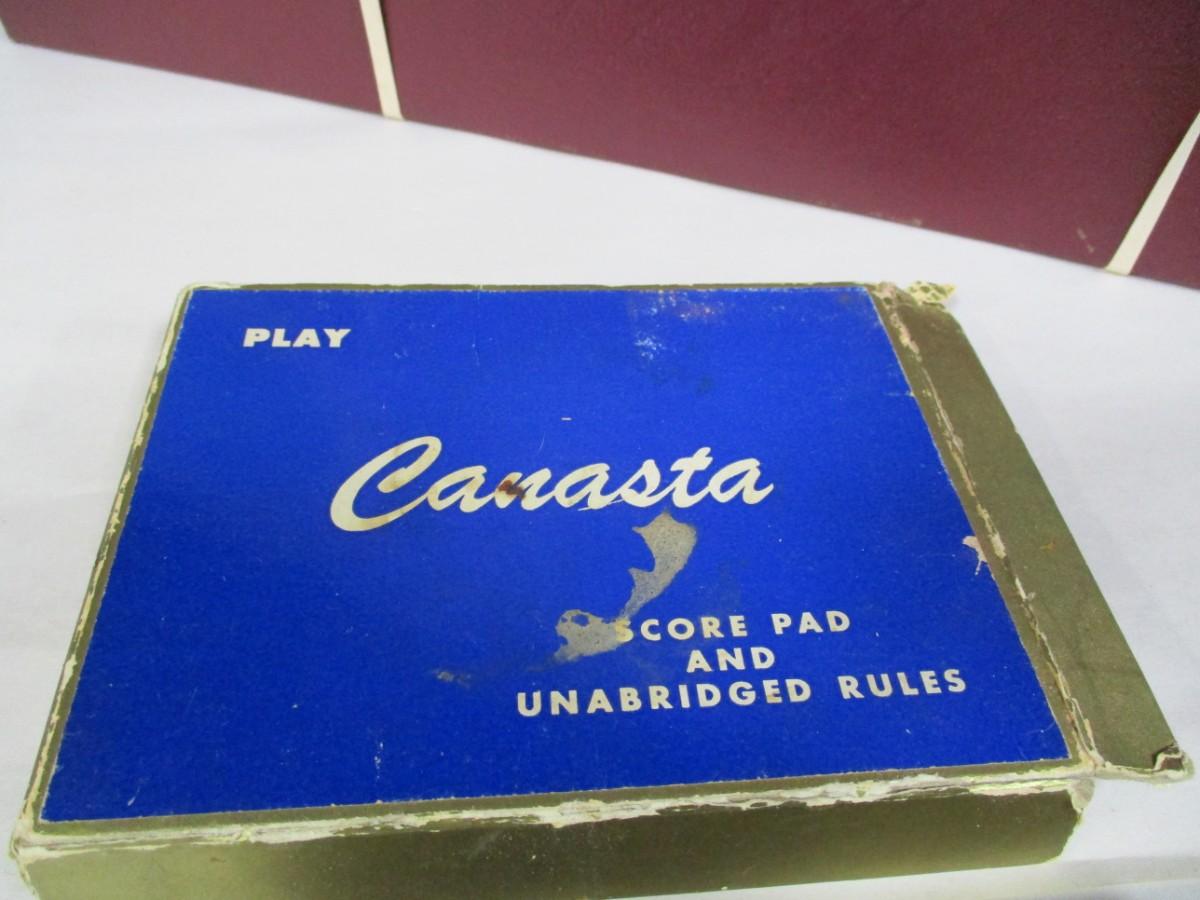 PLAY
Canasta
SCORE PAD
AND
UNABRIDGED RULES